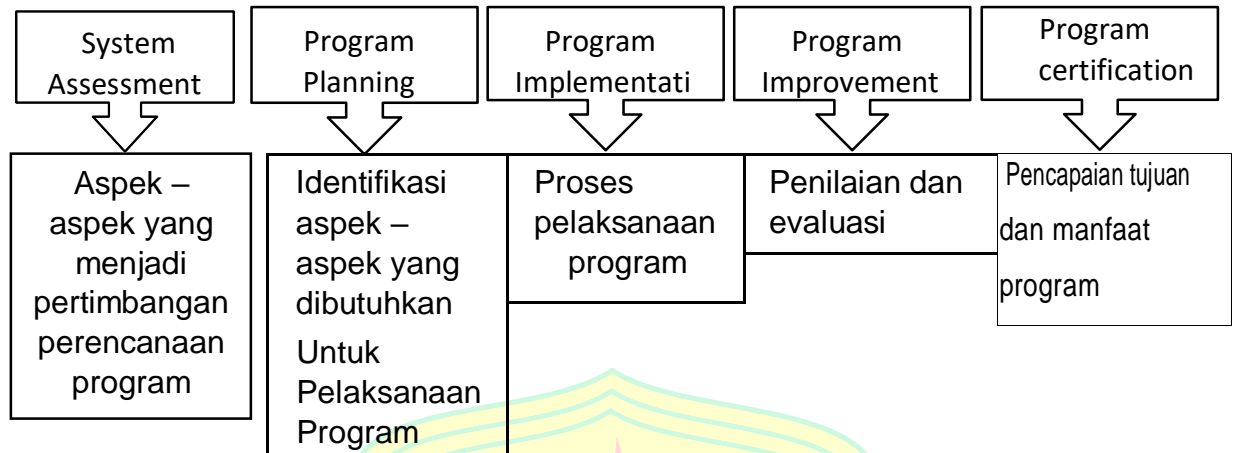 System
Assessment
Program
Planning
Program
Implementati
Program
Improvement
Program
certification
Aspek –
aspek yang
menjadi
pertimbangan
perencanaan
program
Identifikasi
aspek –
aspek yang
dibutuhkan
Untuk
Pelaksanaan
Program
Proses
pelaksanaan
program
Penilaian dan
evaluasi
Pencapaian tujuan
dan manfaat
program